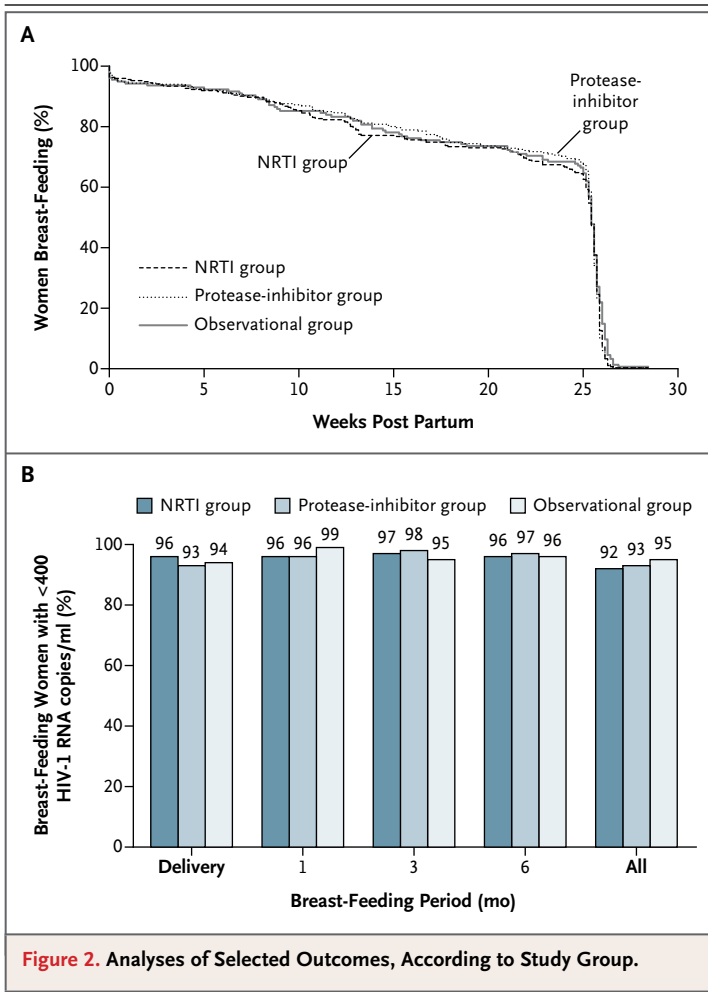 A
Women Breast-Feeding (%)
100
80
60
40
20
0
Protease-
inhibitor
group
NRTI group
NRTI group
Protease-inhibitor group
Observational group
0 5 10 15 20 25 30
Weeks Post Partum
B
NRTI group Protease-inhibitor group Observational group
Breast-Feeding Women with <400
HIV-1 RNA copies/ml (%)
100
80
60
40
20
0
96 93 94 96 96 99 97 98 95 96 97 96 92 93 95
Delivery 1 3 6 All
Breast-Feeding Period (mo)
Figure 2. Analyses of Selected Outcomes, According to Study Group.